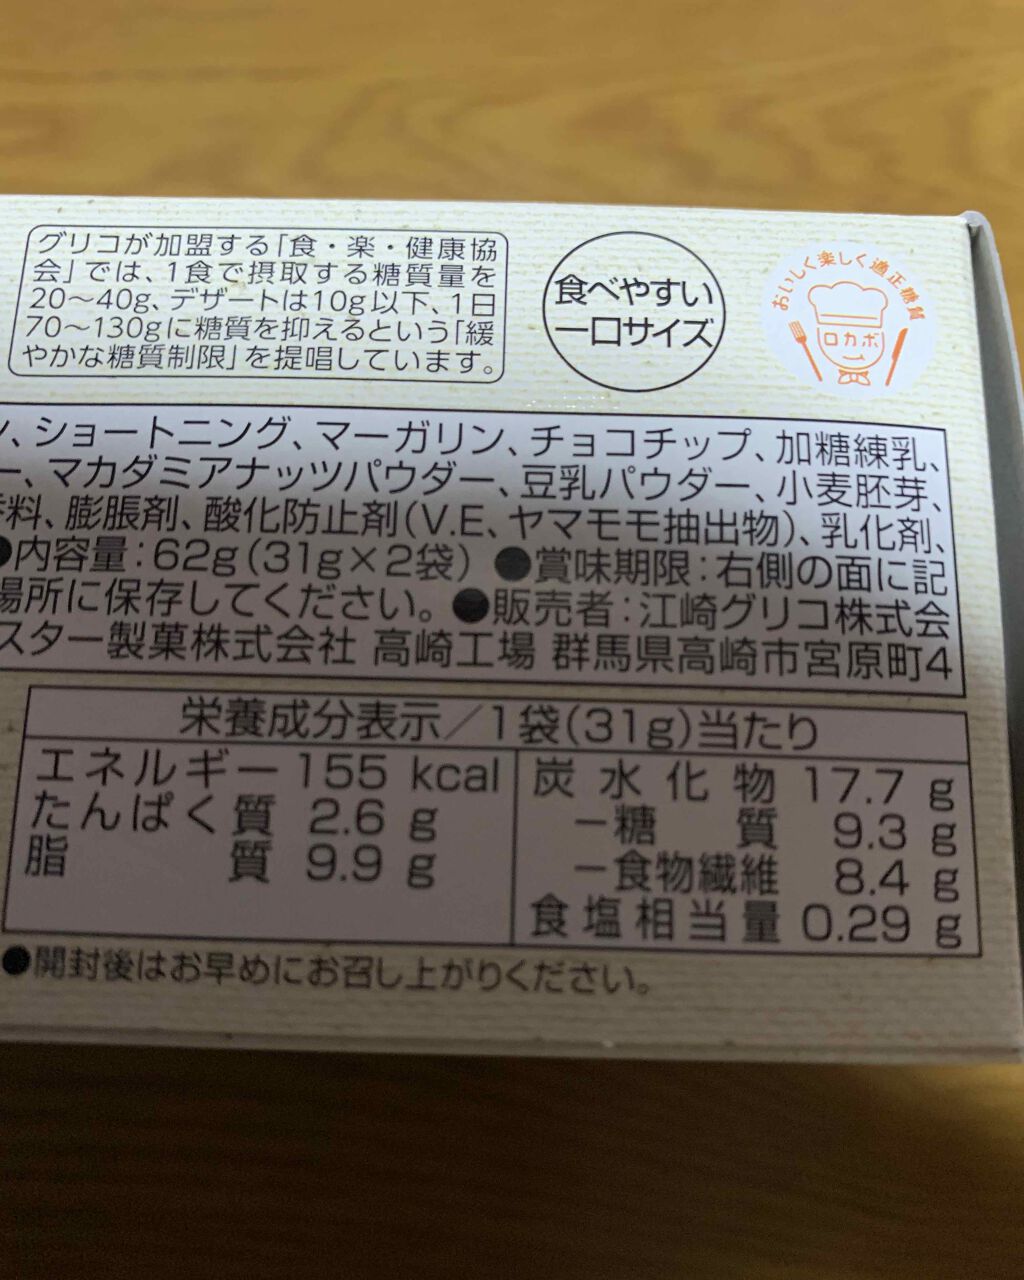 グリコが加盟する「食・楽・健康協
会」では、1食で摂取する糖質量を
20〜40g、デザートは10g以下、1日
70〜130gに糖質を抑えるという「緩
やかな糖質制限」を提唱しています。
食べやすい
一口サイズ
おいしく楽しく適正糖質
ロカボ
ン、ショートニング、マーガリン、チョコチップ、加糖練乳、
ー、マカダミアナッツパウダー、豆乳パウダー、小麦胚芽、
料、膨脹剤、酸化防止剤(V.E、ヤマモモ抽出物)、乳化剤、
●内容量:62g(31g×2袋) ●賞味期限:右側の面に記
場所に保存してください。●販売者:江崎グリコ株式会
スター製菓株式会社 高崎工場 群馬県高崎市宮原町4
栄養成分表示／1袋(31g)当たり
エネルギー 155 kcal
たんぱく質 2.6 g
脂質 9.9 g
炭水化物 17.7 g
−糖質 9.3 g
−食物繊維 8.4 g
食塩相当量 0.29 g
●開封後はお早めにお召し上がりください。